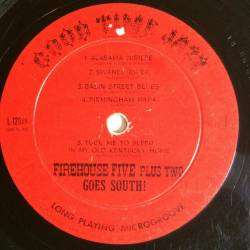 GOOD TIME JAZZ
1. ALABAMA JUBILEE
2. SWANEE RIVER
3. BASIN STREET BLUES
4. BIRMINGHAM PAPA
5. TUCK ME TO SLEEP
IN MY OLD KENTUCKY HOME
FIREHOUSE FIVE PLUS TWO
GOES SOUTH!
LONG PLAYING MICROGROOVE